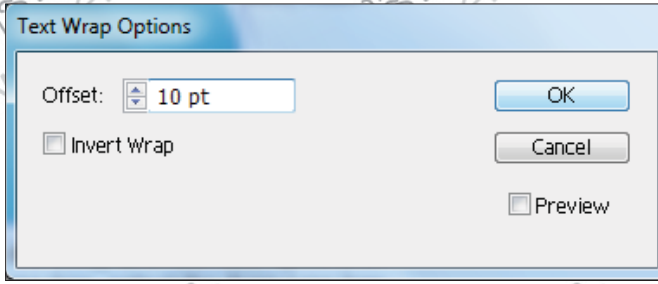 Text Wrap Options
Offset: 10 pt
OK
Invert Wrap
Cancel
Preview